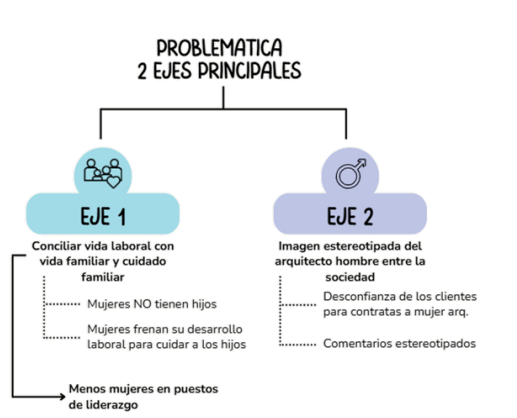 PROBLEMATICA
2 EJES PRINCIPALES
EJE 1
Conciliar vida laboral con
vida familiar y cuidado
familiar
Mujeres NO tienen hijos
Mujeres frenan su desarrollo
laboral para cuidar a los hijos
Menos mujeres en puestos
de liderazgo
EJE 2
Imagen estereotipada del
arquitecto hombre entre la
sociedad
Desconfianza de los clientes
para contratas a mujer arq.
Comentarios estereotipados